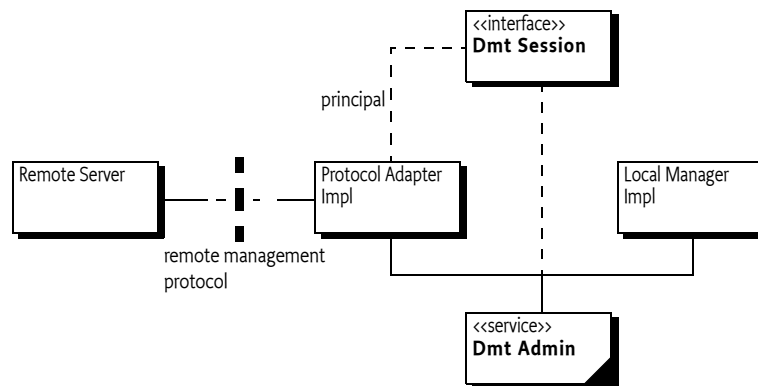 <<interface>>
Dmt Session
principal
Remote Server
Protocol Adapter
Impl
Local Manager
Impl
remote management
protocol
<<service>>
Dmt Admin